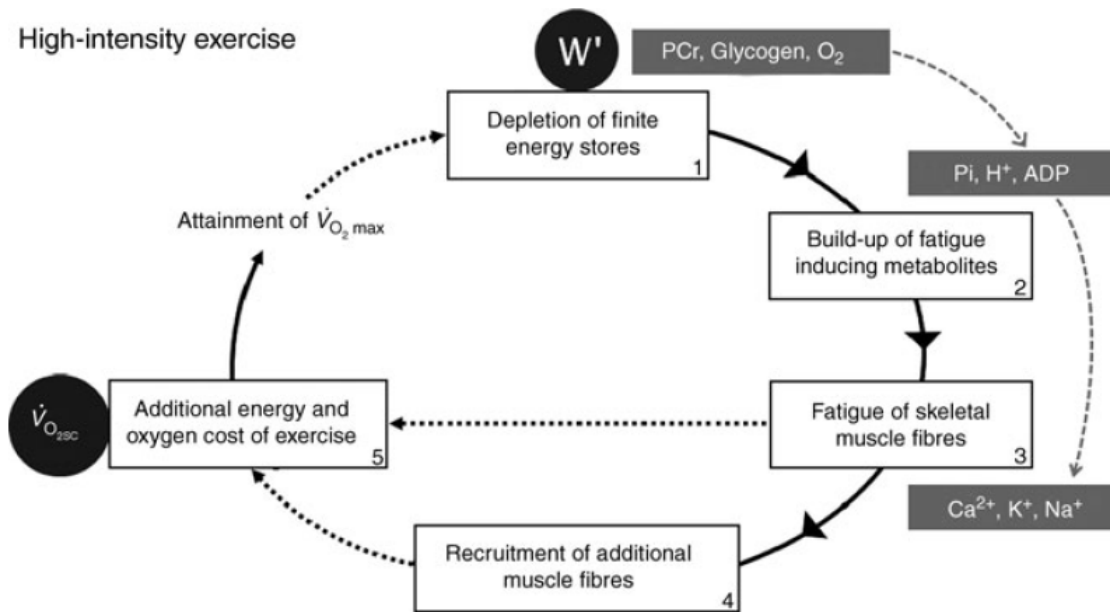 High-intensity exercise
W'
PCr, Glycogen, O₂
Depletion of finite
energy stores
1
Pi, H⁺, ADP
Attainment of V̇O₂ max
Build-up of fatigue
inducing metabolites
2
V̇O₂SC
Additional energy and
oxygen cost of exercise
5
Fatigue of skeletal
muscle fibres
3
Ca²⁺, K⁺, Na⁺
Recruitment of additional
muscle fibres
4